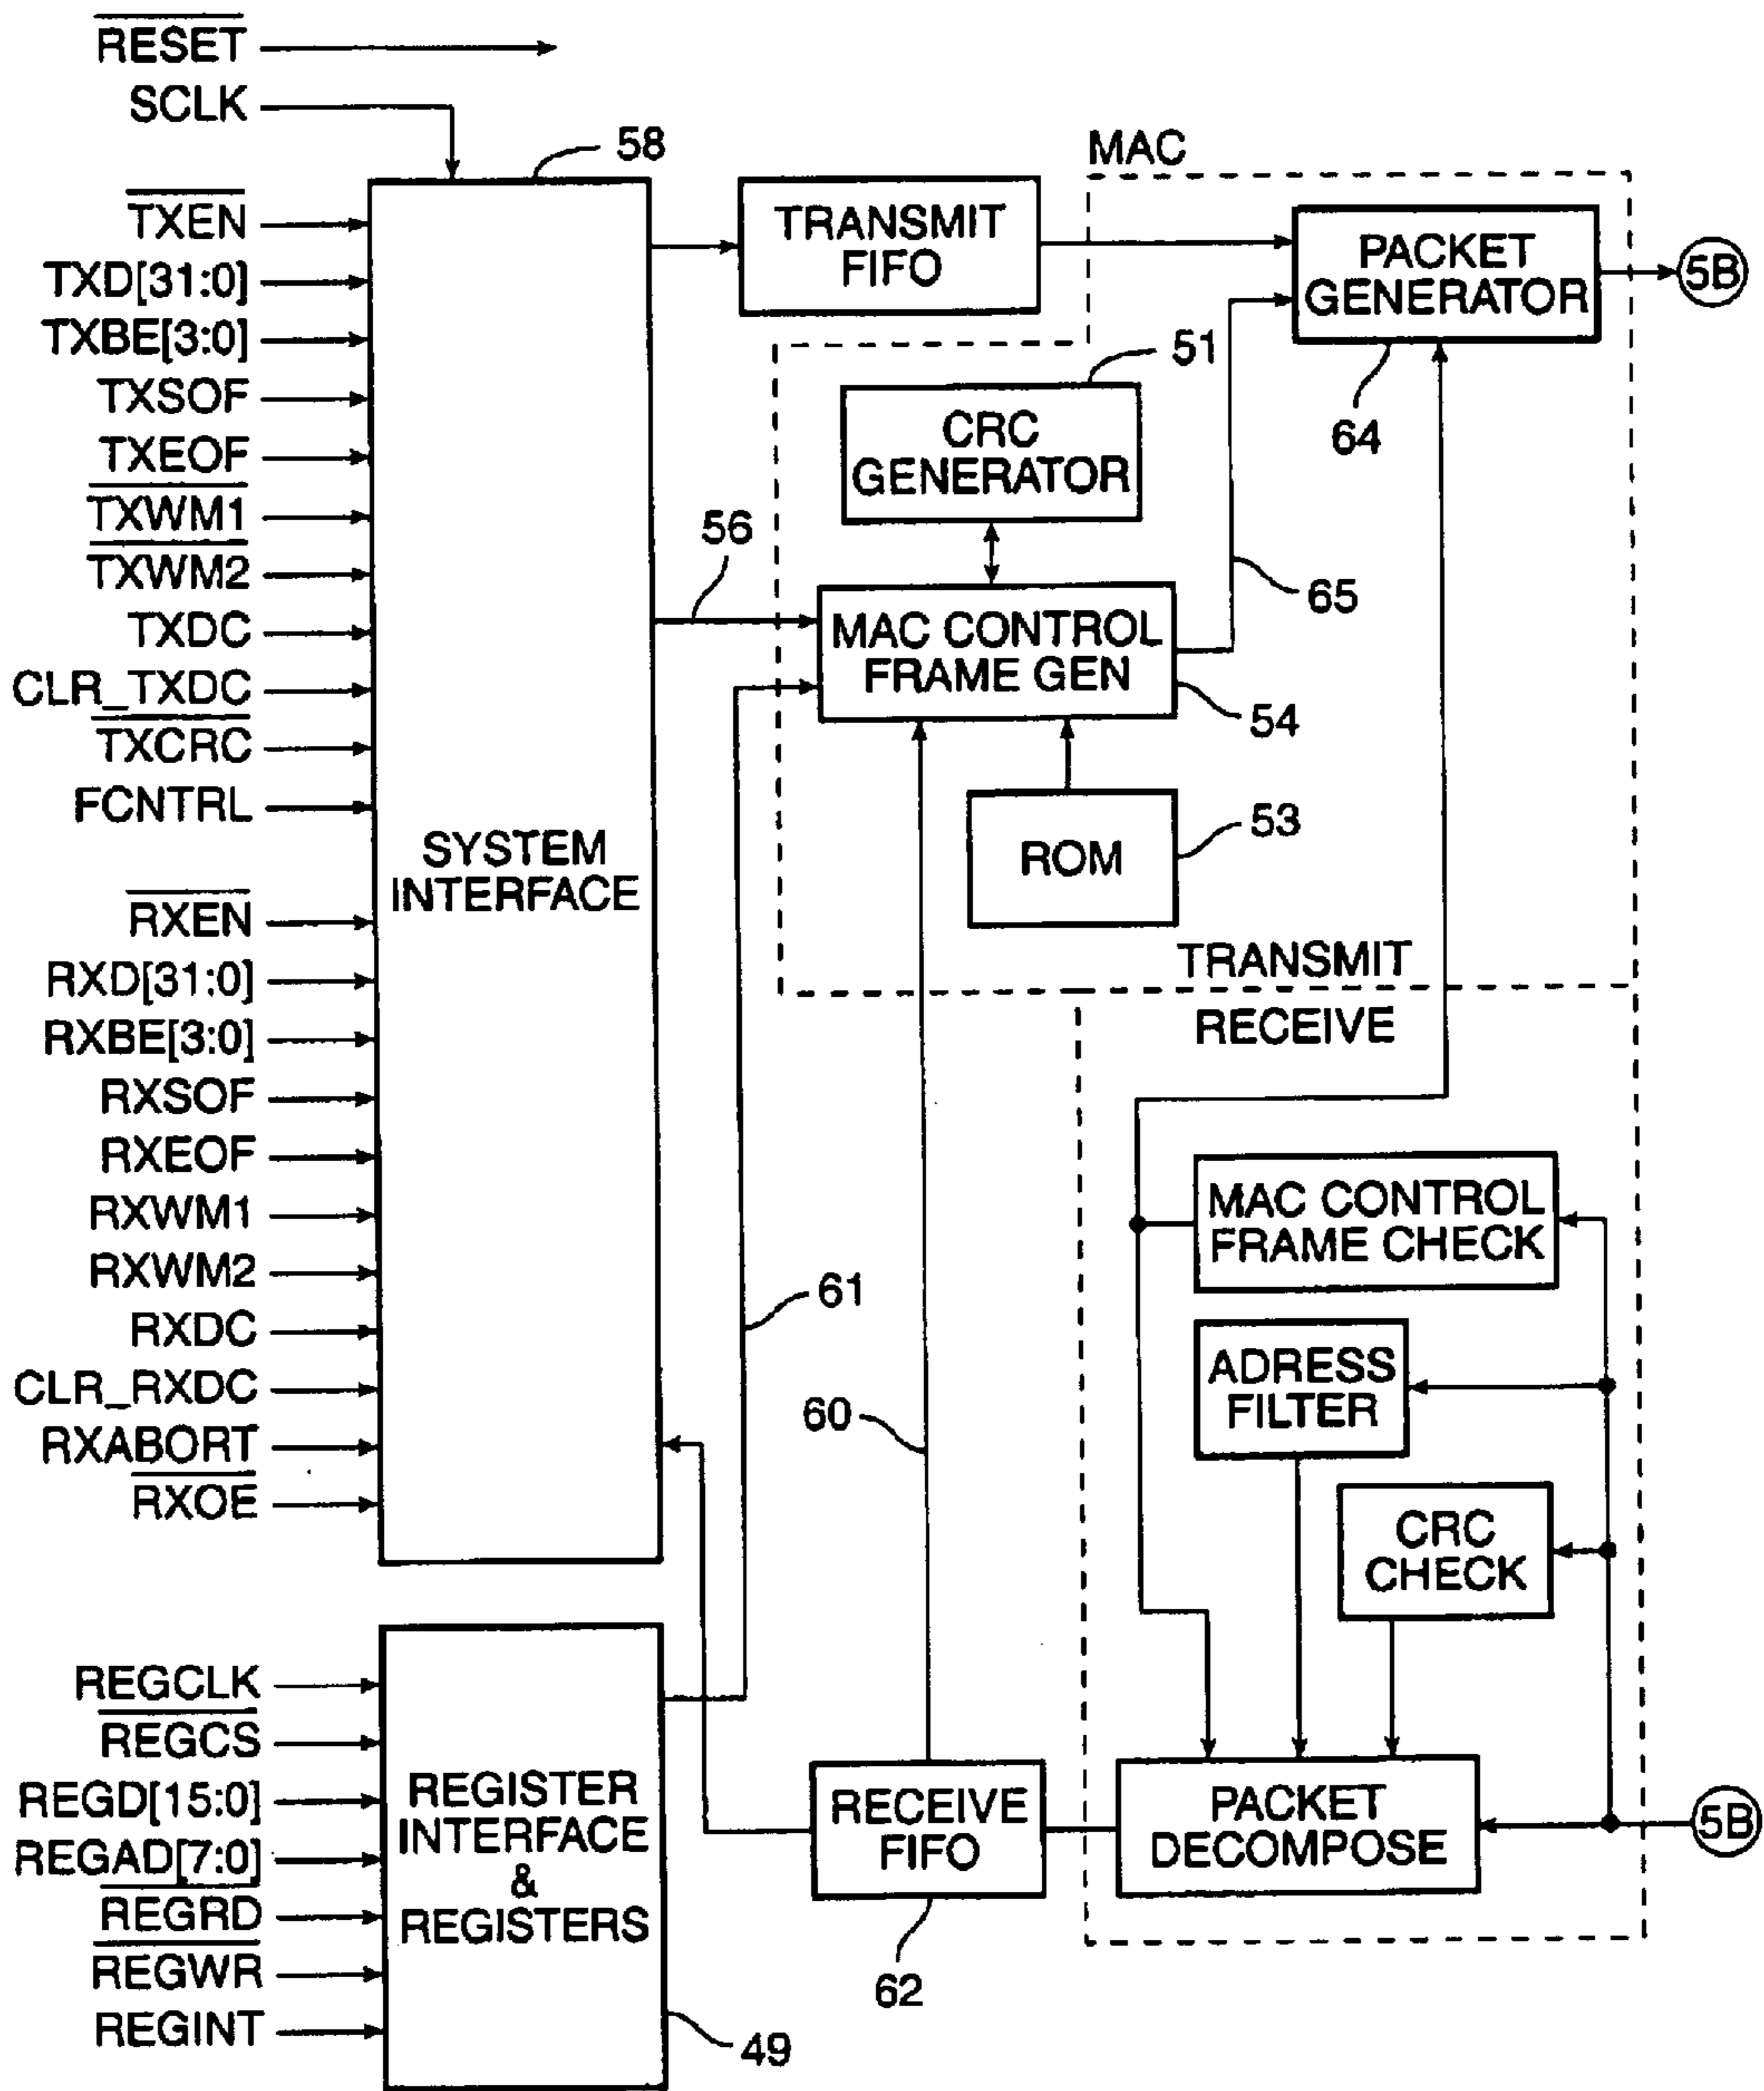 RESET
SCLK
58
MAC
TXEN
TXD[31:0]
TXBE[3:0]
TXSOF
TXEOF
TXWM1
TXWM2
TXDC
CLR_TXDC
TXCRC
FCNTRL
RXEN
RXD[31:0]
RXBE[3:0]
RXSOF
RXEOF
RXWM1
RXWM2
RXDC
CLR_RXDC
RXABORT
RXOE
SYSTEM
INTERFACE
TRANSMIT
FIFO
PACKET
GENERATOR
5B
64
51
CRC
GENERATOR
56
65
MAC CONTROL
FRAME GEN
54
ROM
53
TRANSMIT
RECEIVE
MAC CONTROL
FRAME CHECK
61
ADRESS
FILTER
60
CRC
CHECK
REGCLK
REGCS
REGD[15:0]
REGAD[7:0]
REGRD
REGWR
REGINT
REGISTER
INTERFACE
&
REGISTERS
49
RECEIVE
FIFO
62
PACKET
DECOMPOSE
5B